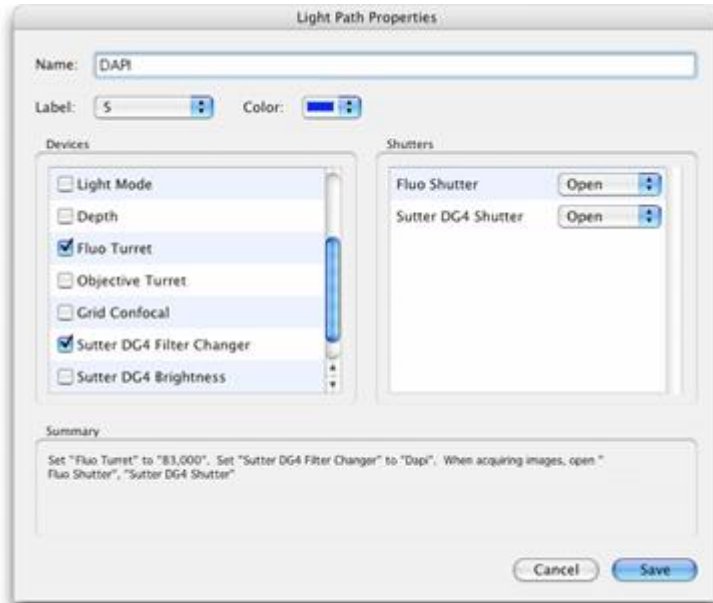 Light Path Properties
Name: DAPI
Label: S Color:
Devices
Shutters
Light Mode
Depth
Fluo Turret
Objective Turret
Grid Confocal
Sutter DG4 Filter Changer
Sutter DG4 Brightness
Fluo Shutter Open
Sutter DG4 Shutter Open
Summary
Set "Fluo Turret" to "83,000". Set "Sutter DG4 Filter Changer" to "Dapi". When acquiring images, open "
Fluo Shutter", "Sutter DG4 Shutter"
Cancel Save